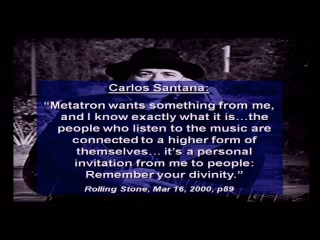 Carlos Santana:
“Metatron wants something from me,
and I know exactly what it is…the
people who listen to the music are
connected to a higher form of
themselves… it’s a personal
invitation from me to people:
Remember your divinity.”
Rolling Stone, Mar 16, 2000, p89